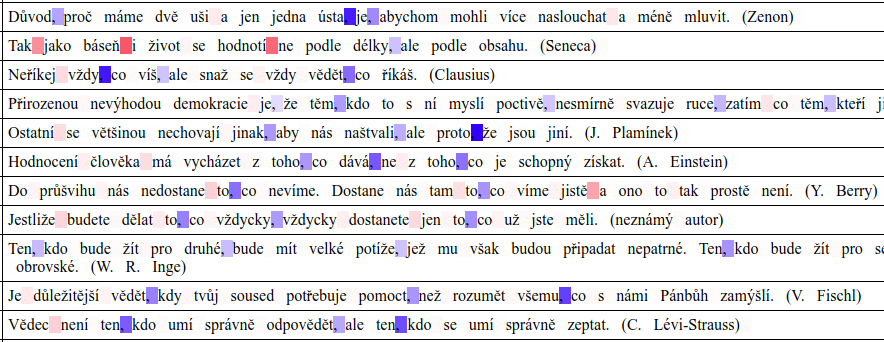 Důvod, proč máme dvě uši a jen jedna ústa, je, abychom mohli více naslouchat a méně mluvit. (Zenon)
Tak jako báseň i život se hodnotí ne podle délky, ale podle obsahu. (Seneca)
Neříkej vždy, co víš, ale snaž se vždy vědět, co říkáš. (Clausius)
Přirozenou nevýhodou demokracie je, že těm, kdo to s ní myslí poctivě, nesmírně svazuje ruce, zatím co těm, kteří
Ostatní se většinou nechovají jinak, aby nás naštvali, ale proto, že jsou jiní. (J. Plamínek)
Hodnocení člověka má vycházet z toho, co dává, ne z toho, co je schopný získat. (A. Einstein)
Do průšvihu nás nedostane to, co nevíme. Dostane nás tam to, co víme jistě a ono to tak prostě není. (Y. Berry)
Jestliže budete dělat to, co vždycky, vždycky dostanete jen to, co už jste měli. (neznámý autor)
Ten, kdo bude žít pro druhé, bude mít velké potíže, jež mu však budou připadat nepatrné. Ten, kdo bude žít pro
obrovské. (W. R. Inge)
Je důležitější vědět, kdy tvůj soused potřebuje pomoct, než rozumět všemu, co s námi Pánbůh zamýšlí. (V. Fischl)
Vědec není ten, kdo umí správně odpovědět, ale ten, kdo se umí správně zeptat. (C. Lévi-Strauss)